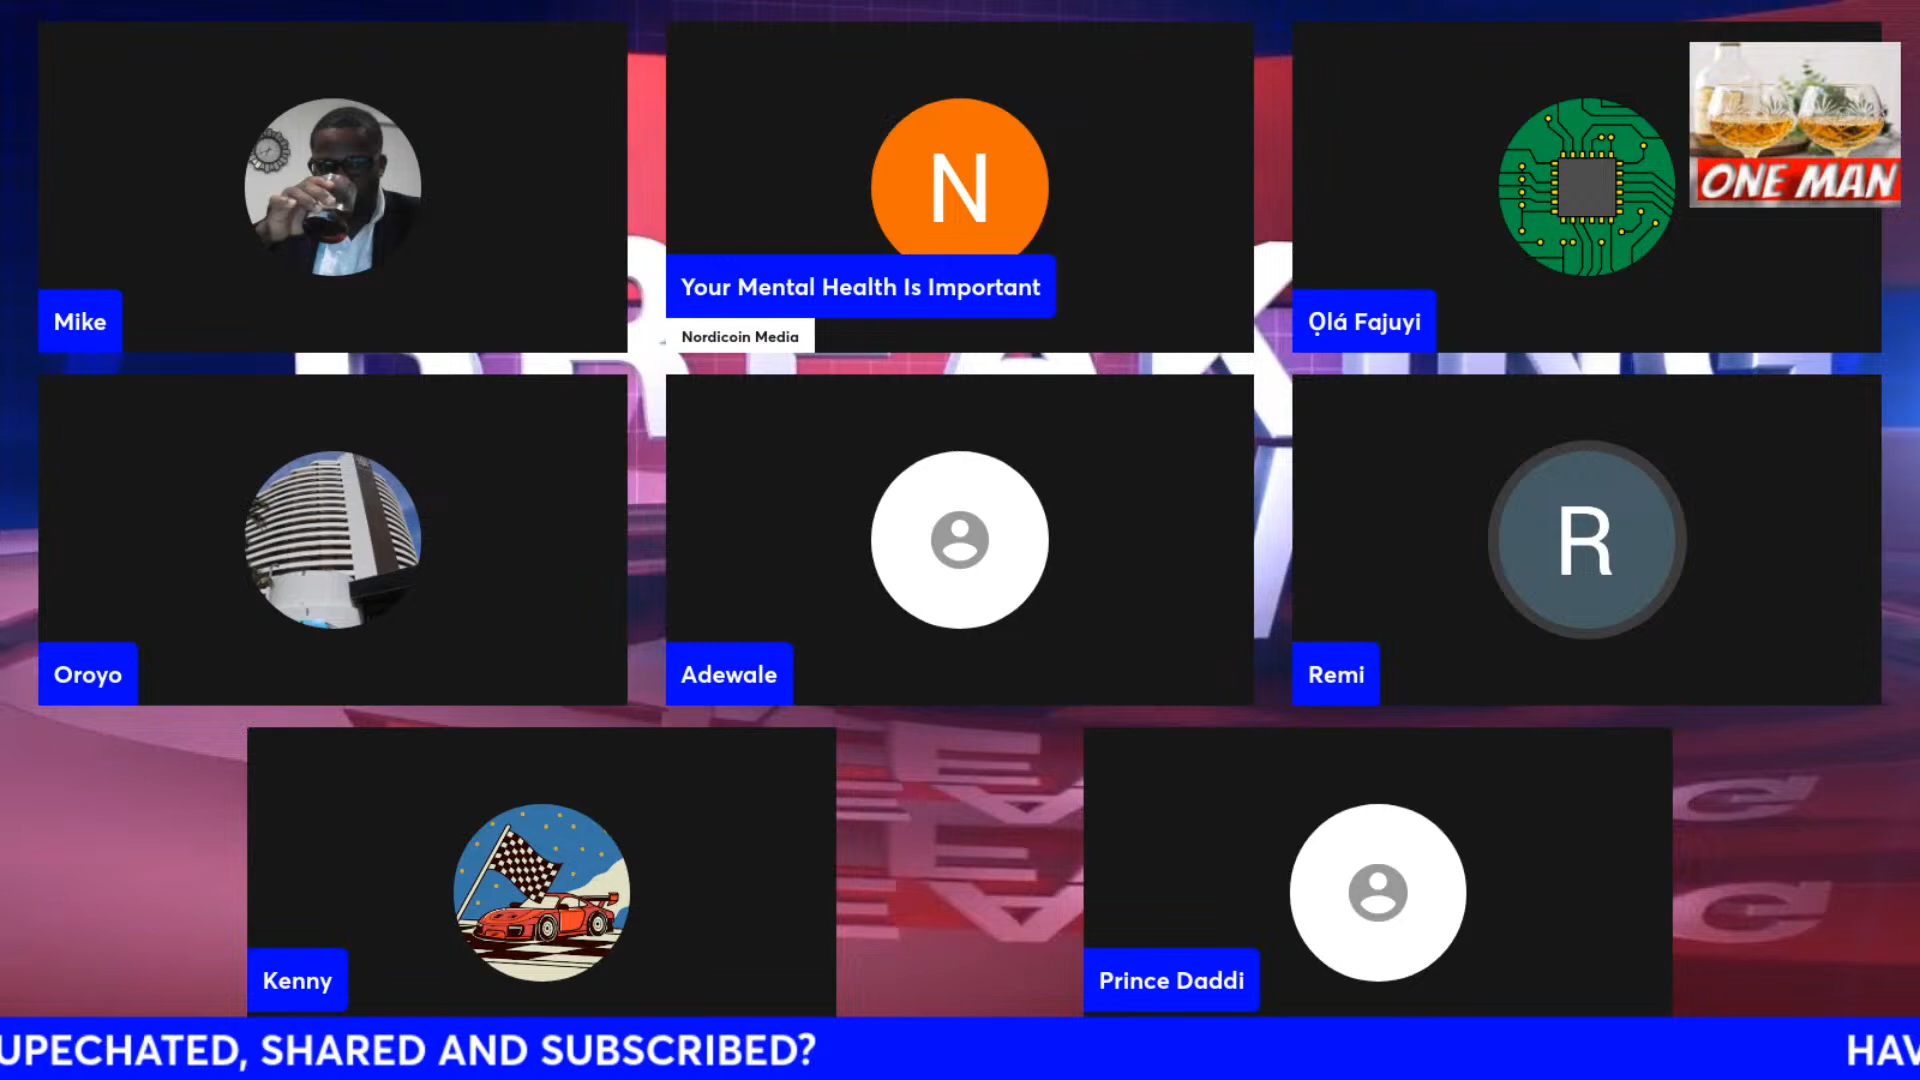 N
ONE MAN
Your Mental Health Is Important
Nordicoin Media
Mike
Ọlá Fajuyi
R
Oroyo
Adewale
Remi
Kenny
Prince Daddi
UPECHATED, SHARED AND SUBSCRIBED?
HAV